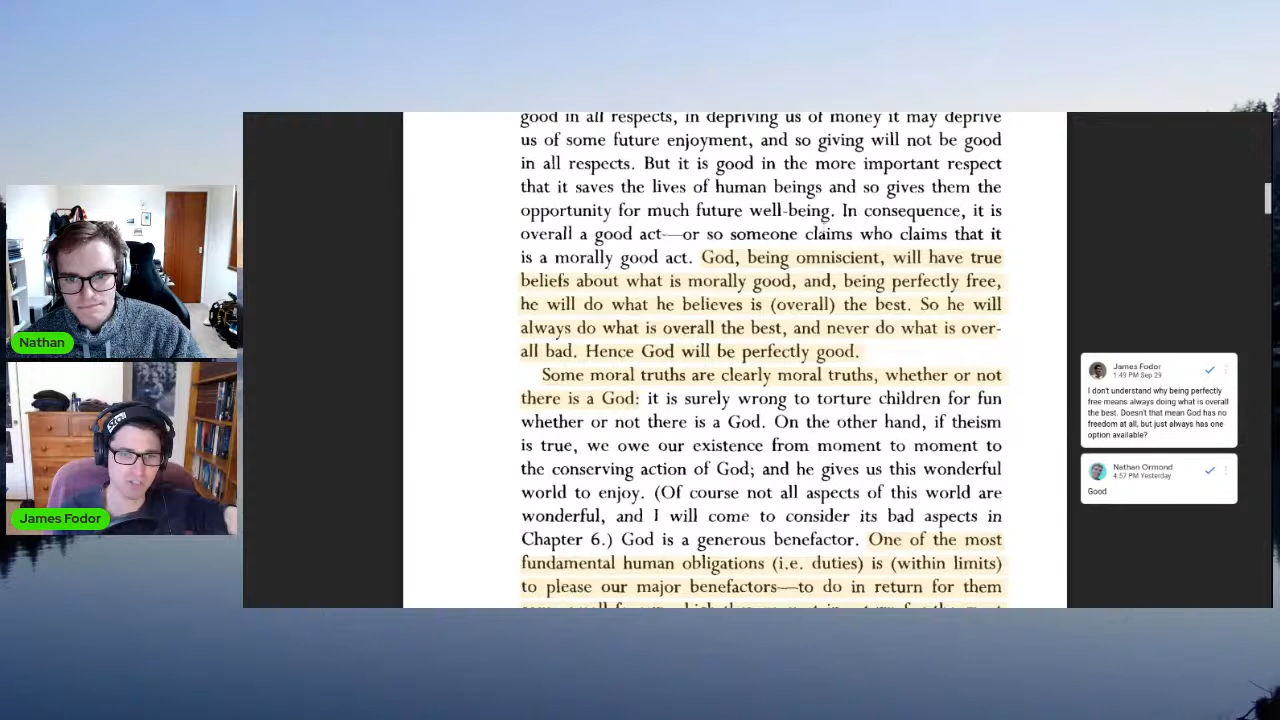 good in all respects, in depriving us of money it may deprive
us of some future enjoyment, and so giving will not be good
in all respects. But it is good in the more important respect
that it saves the lives of human beings and so gives them the
opportunity for much future well-being. In consequence, it is
overall a good act—or so someone claims who claims that it
is a morally good act. God, being omniscient, will have true
beliefs about what is morally good, and, being perfectly free,
he will do what he believes is (overall) the best. So he will
always do what is overall the best, and never do what is over-
all bad. Hence God will be perfectly good.
Some moral truths are clearly moral truths, whether or not
there is a God: it is surely wrong to torture children for fun
whether or not there is a God. On the other hand, if theism
is true, we owe our existence from moment to moment to
the conserving action of God; and he gives us this wonderful
world to enjoy. (Of course not all aspects of this world are
wonderful, and I will come to consider its bad aspects in
Chapter 6.) God is a generous benefactor. One of the most
fundamental human obligations (i.e. duties) is (within limits)
to please our major benefactors—to do in return for them
Nathan
James Fodor
James Fodor
1:49 PM Sep 29
I don't understand why being perfectly
free means always doing what is overall
the best. Doesn't that mean God has no
freedom at all, but just always has one
option available?
Nathan Ormond
4:57 PM Yesterday
Good